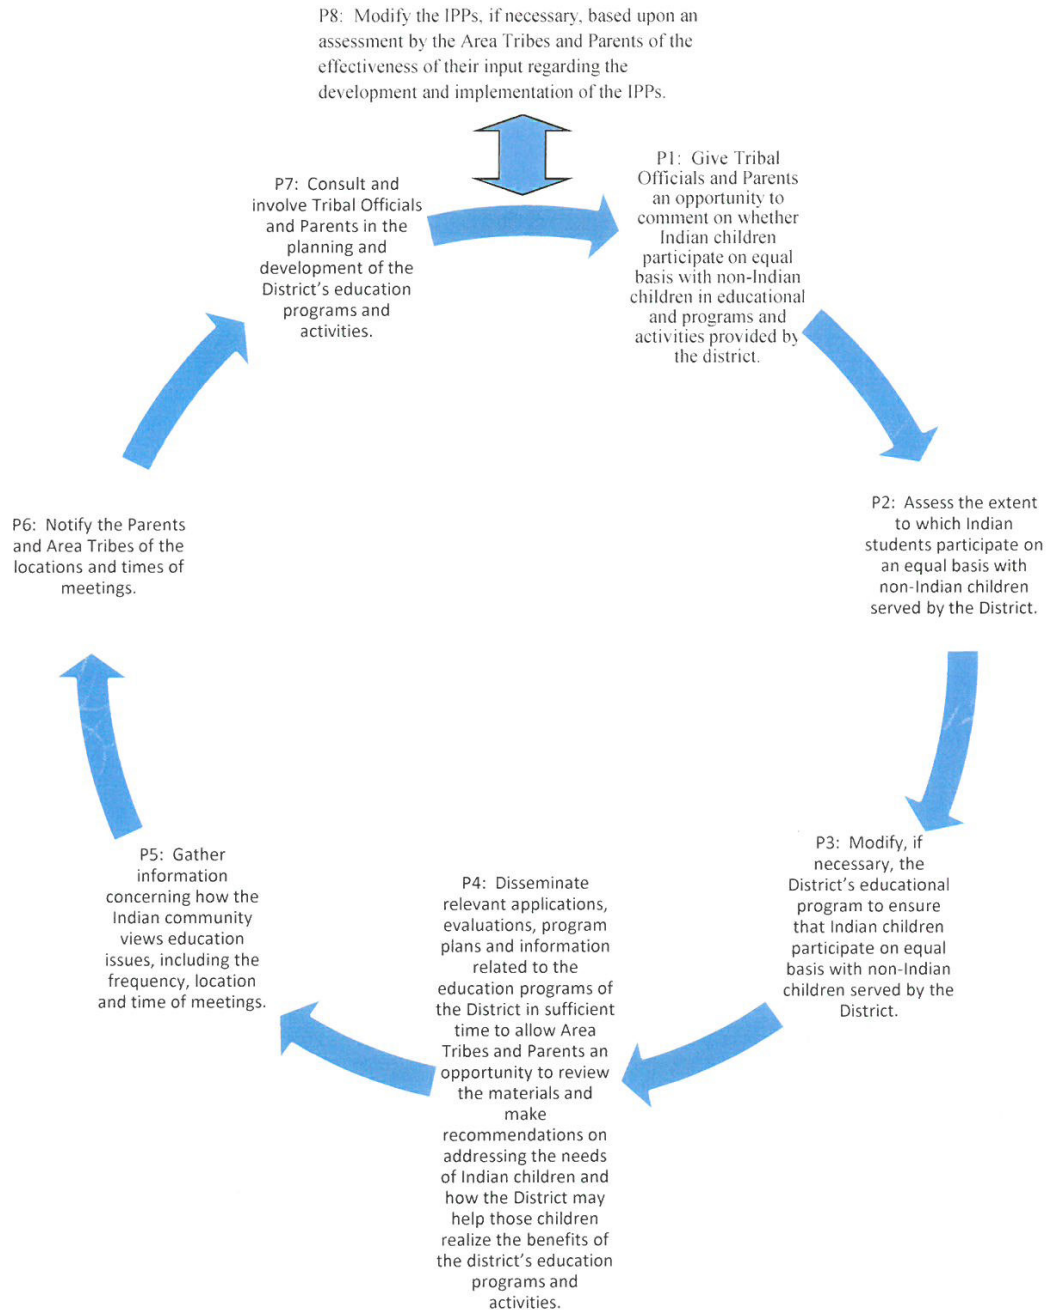 P8: Modify the IPPs, if necessary, based upon an
assessment by the Area Tribes and Parents of the
effectiveness of their input regarding the
development and implementation of the IPPs.
P1: Give Tribal
Officials and Parents
an opportunity to
comment on whether
Indian children
participate on equal
basis with non-Indian
children in educational
and programs and
activities provided by
the district.
P2: Assess the extent
to which Indian
students participate on
an equal basis with
non-Indian children
served by the District.
P3: Modify, if
necessary, the
District's educational
program to ensure
that Indian children
participate on equal
basis with non-Indian
children served by the
District.
P4: Disseminate
relevant applications,
evaluations, program
plans and information
related to the
education programs of
the District in sufficient
time to allow Area
Tribes and Parents an
opportunity to review
the materials and
make
recommendations on
addressing the needs
of Indian children and
how the District may
help those children
realize the benefits of
the district's education
programs and
activities.
P5: Gather
information
concerning how the
Indian community
views education
issues, including the
frequency, location
and time of meetings.
P6: Notify the Parents
and Area Tribes of the
locations and times of
meetings.
P7: Consult and
involve Tribal Officials
and Parents in the
planning and
development of the
District's education
programs and
activities.